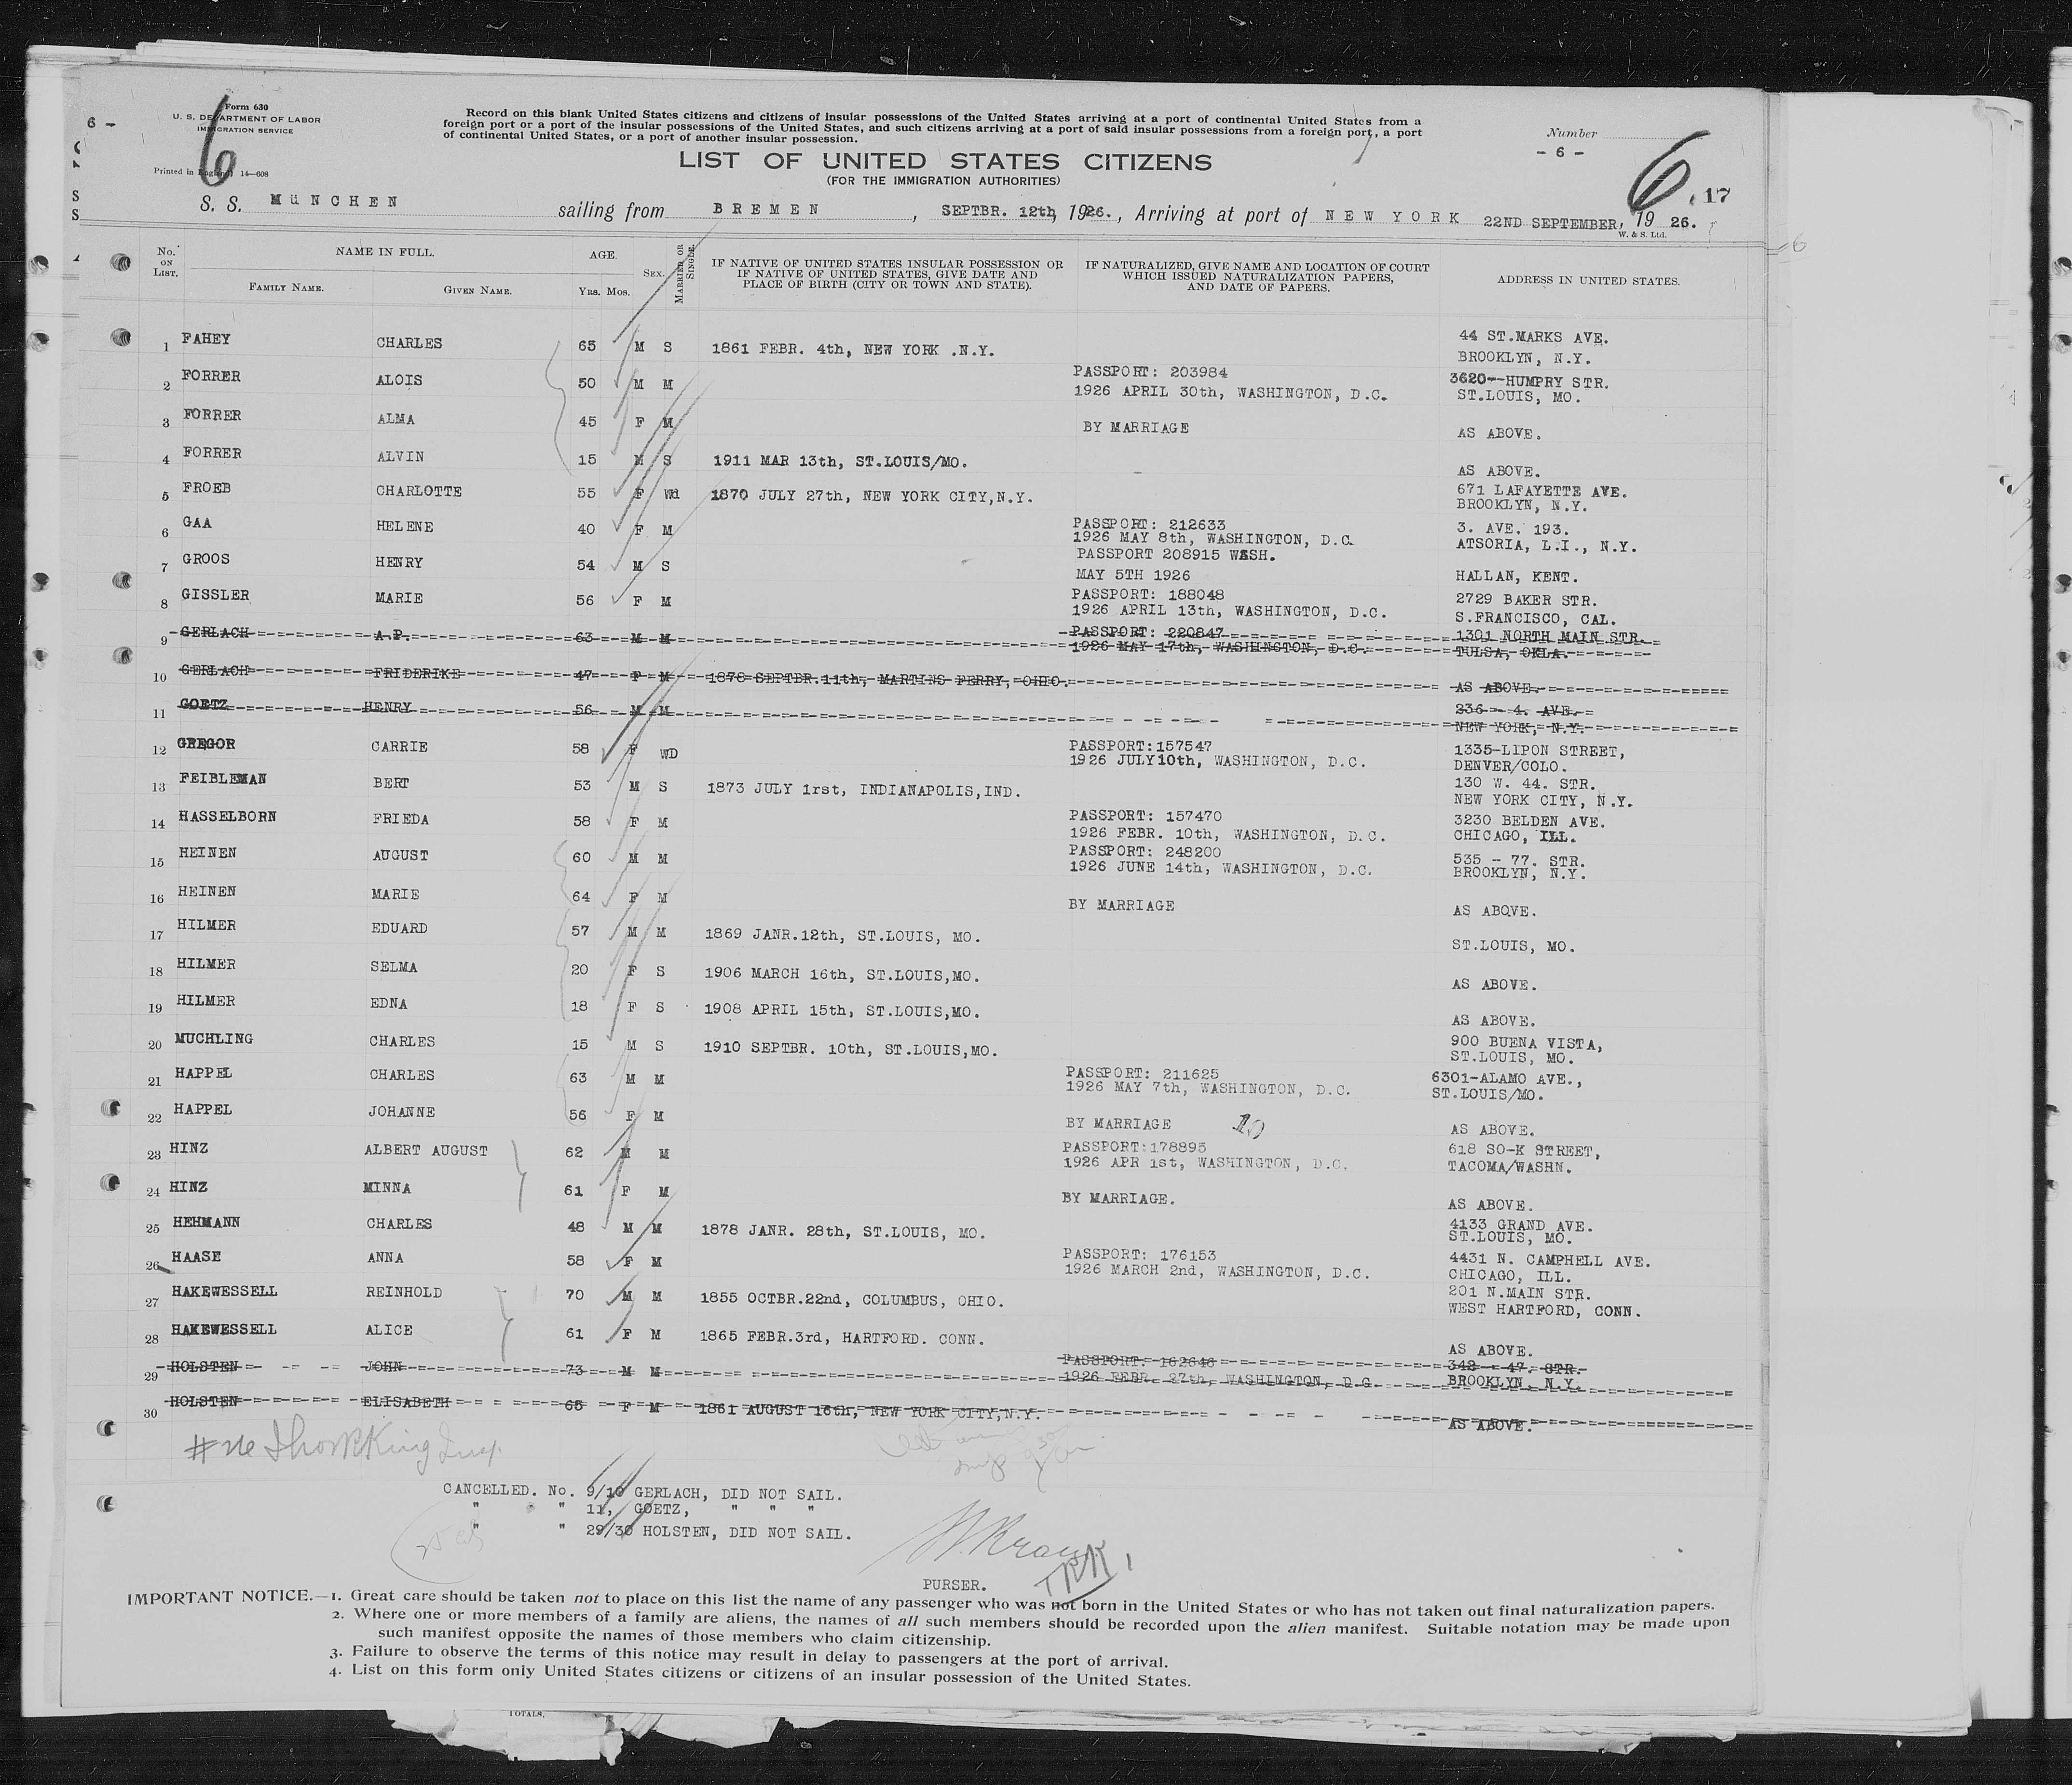 Form 630
U. S. DEPARTMENT OF LABOR
IMMIGRATION SERVICE
6 -
6
Printed in England 14—608
Record on this blank United States citizens and citizens of insular possessions of the United States arriving at a port of continental United States from a
foreign port or a port of the insular possessions of the United States, and such citizens arriving at a port of said insular possessions from a foreign port, a port
of continental United States, or a port of another insular possession.
LIST OF UNITED STATES CITIZENS
(FOR THE IMMIGRATION AUTHORITIES)
Number
- 6 -
6 . 17
S. S. MüNCHEN sailing from BREMEN, SEPTBR. 12th, 1926., Arriving at port of NEW YORK 22ND SEPTEMBER, 19 26.
W. & S. Ltd.
No. ON LIST. NAME IN FULL. FAMILY NAME. GIVEN NAME. AGE. YRS. MOS. SEX. MARRIED OR SINGLE. IF NATIVE OF UNITED STATES INSULAR POSSESSION OR IF NATIVE OF UNITED STATES, GIVE DATE AND PLACE OF BIRTH (CITY OR TOWN AND STATE). IF NATURALIZED, GIVE NAME AND LOCATION OF COURT WHICH ISSUED NATURALIZATION PAPERS, AND DATE OF PAPERS. ADDRESS IN UNITED STATES.
1 FAHEY CHARLES 65 M S 1861 FEBR. 4th, NEW YORK .N.Y. 44 ST.MARKS AVE.
BROOKLYN, N.Y.
2 FORRER ALOIS 50 M M PASSPORT: 203984 3620--HUMPRY STR.
1926 APRIL 30th, WASHINGTON, D.C. ST.LOUIS, MO.
3 FORRER ALMA 45 F M BY MARRIAGE AS ABOVE.
4 FORRER ALVIN 15 M S 1911 MAR 13th, ST.LOUIS/MO. AS ABOVE.
5 FROEB CHARLOTTE 55 F Wd 1870 JULY 27th, NEW YORK CITY,N.Y. 671 LAFAYETTE AVE.
BROOKLYN, N.Y.
6 GAA HELENE 40 F M PASSPORT: 212633 3. AVE. 193.
1926 MAY 8th, WASHINGTON, D.C. ATSORIA, L.I., N.Y.
7 GROOS HENRY 54 M S PASSPORT 208915 WASH.
MAY 5TH 1926 HALLAN, KENT.
8 GISSLER MARIE 56 F M PASSPORT: 188048 2729 BAKER STR.
1926 APRIL 13th, WASHINGTON, D.C. S.FRANCISCO, CAL.
9 GERLACH A.P. 63 M M PASSPORT: 220847 1301 NORTH MAIN STR.
1926 MAY 17th, WASHINGTON, D.C. TULSA, OKLA.
10 GERLACH FRIDERIKE 47 F M 1878 SEPTBR.11th, MARTINS FERRY, OHIO. AS ABOVE.
11 GOETZ HENRY 56 M M 236 - 4. AVE.
NEW YORK, N.Y.
12 GREGOR CARRIE 58 F WD PASSPORT:157547 1335-LIPON STREET,
1926 JULY10th, WASHINGTON, D.C. DENVER/COLO.
13 FEIBLEMAN BERT 53 M S 1873 JULY 1rst, INDIANAPOLIS,IND. 130 W. 44. STR.
NEW YORK CITY, N.Y.
14 HASSELBORN FRIEDA 58 F M PASSPORT: 157470 3230 BELDEN AVE.
1926 FEBR. 10th, WASHINGTON, D.C. CHICAGO, ILL.
15 HEINEN AUGUST 60 M M PASSPORT: 248200 535 - 77. STR.
1926 JUNE 14th, WASHINGTON, D.C. BROOKLYN, N.Y.
16 HEINEN MARIE 64 F M BY MARRIAGE AS ABOVE.
17 HILMER EDUARD 57 M M 1869 JANR.12th, ST.LOUIS, MO. ST.LOUIS, MO.
18 HILMER SELMA 20 F S 1906 MARCH 16th, ST.LOUIS,MO. AS ABOVE.
19 HILMER EDNA 18 F S 1908 APRIL 15th, ST.LOUIS,MO. AS ABOVE.
20 MUCHLING CHARLES 15 M S 1910 SEPTBR. 10th, ST.LOUIS,MO. 900 BUENA VISTA,
ST.LOUIS, MO.
21 HAPPEL CHARLES 63 M M PASSPORT: 211625 6301-ALAMO AVE.,
1926 MAY 7th, WASHINGTON, D.C. ST.LOUIS/MO.
22 HAPPEL JOHANNE 56 F M BY MARRIAGE 10 AS ABOVE.
23 HINZ ALBERT AUGUST 62 M M PASSPORT:178895 618 SO-K STREET,
1926 APR 1st, WASHINGTON, D.C. TACOMA/WASHN.
24 HINZ MINNA 61 F M BY MARRIAGE. AS ABOVE.
25 HEHMANN CHARLES 48 M M 1878 JANR. 28th, ST.LOUIS, MO. 4133 GRAND AVE.
ST.LOUIS, MO.
26 HAASE ANNA 58 F M PASSPORT: 176153 4431 N. CAMPHELL AVE.
1926 MARCH 2nd, WASHINGTON, D.C. CHICAGO, ILL.
27 HAKEWESSELL REINHOLD 70 M M 1855 OCTBR.22nd, COLUMBUS, OHIO. 201 N.MAIN STR.
WEST HARTFORD, CONN.
28 HAKEWESSELL ALICE 61 F M 1865 FEBR.3rd, HARTFORD. CONN. AS ABOVE.
29 HOLSTEN JOHN 73 M M PASSPORT: 162646 348 - 47. STR.
1926 FEBR. 27th, WASHINGTON, D.C. BROOKLYN, N.Y.
30 HOLSTEN ELISABETH 65 F M 1861 AUGUST 16th, NEW YORK CITY,N.Y. AS ABOVE.
CANCELLED. No. 9/10 GERLACH, DID NOT SAIL.
" " 11, GOETZ, " " "
" " 29/30 HOLSTEN, DID NOT SAIL.
PURSER.
IMPORTANT NOTICE.—1. Great care should be taken not to place on this list the name of any passenger who was not born in the United States or who has not taken out final naturalization papers.
2. Where one or more members of a family are aliens, the names of all such members should be recorded upon the alien manifest. Suitable notation may be made upon
such manifest opposite the names of those members who claim citizenship.
3. Failure to observe the terms of this notice may result in delay to passengers at the port of arrival.
4. List on this form only United States citizens or citizens of an insular possession of the United States.
TOTALS,